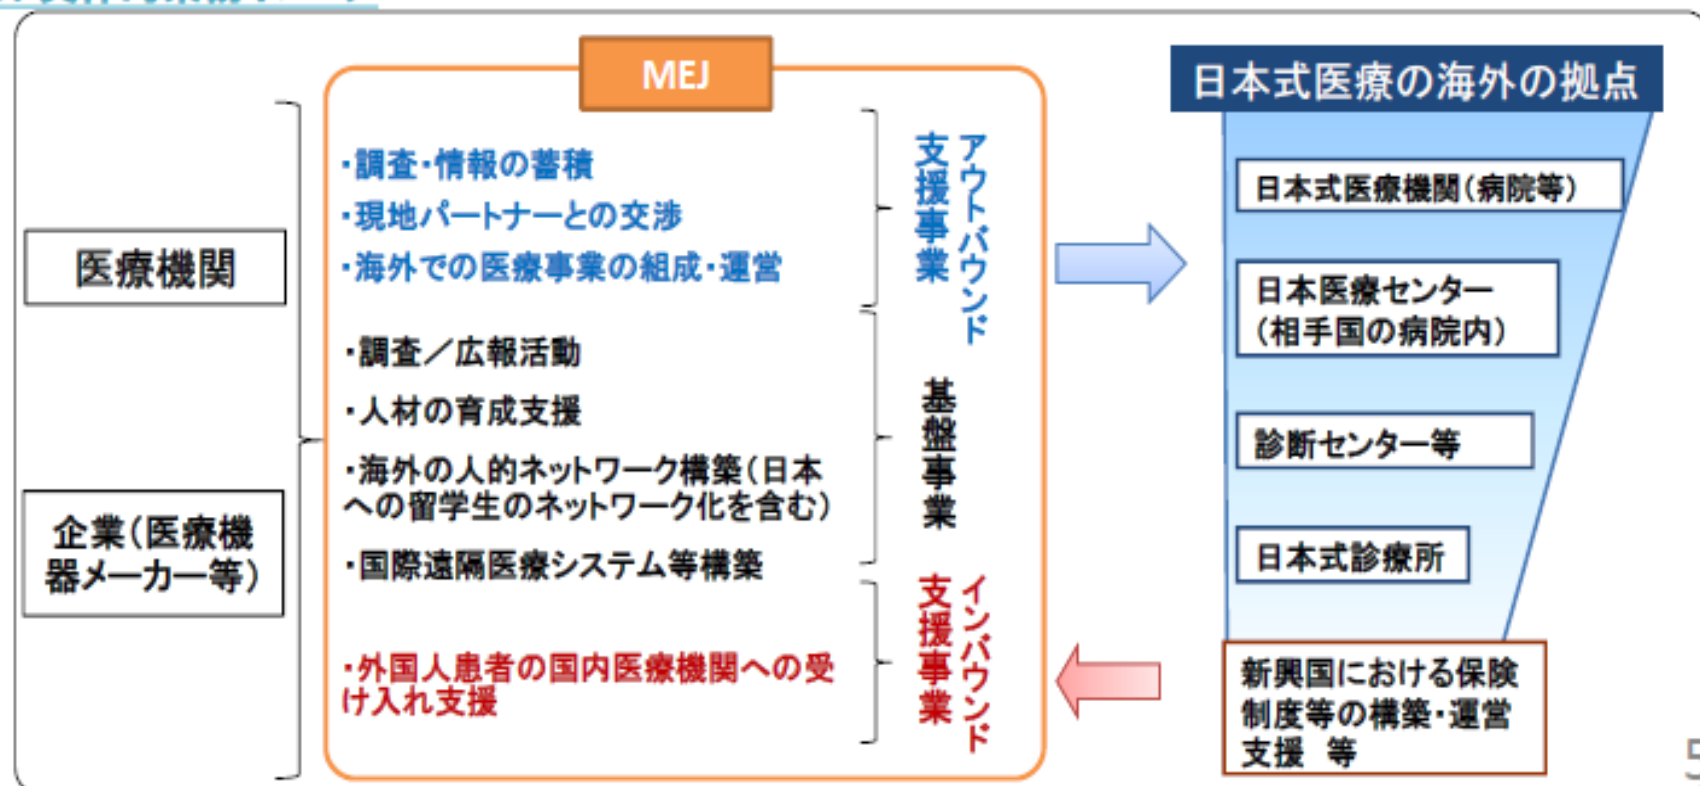 MEJ
日本式医療の海外の拠点
医療機関
企業(医療機
器メーカー等)
・調査・情報の蓄積
・現地パートナーとの交渉
・海外での医療事業の組成・運営
アウトバウンド
支援事業
・調査／広報活動
・人材の育成支援
・海外の人的ネットワーク構築(日本
への留学生のネットワーク化を含む)
・国際遠隔医療システム等構築
基盤事業
・外国人患者の国内医療機関への受
け入れ支援
インバウンド
支援事業
日本式医療機関(病院等)
日本医療センター
(相手国の病院内)
診断センター等
日本式診療所
新興国における保険
制度等の構築・運営
支援 等
5